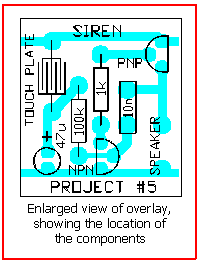 SIREN
TOUCH PLATE
PNP
1k
100k
10n
+
47u
SPEAKER
NPN
PROJECT #5
Enlarged view of overlay,
showing the location of
the components